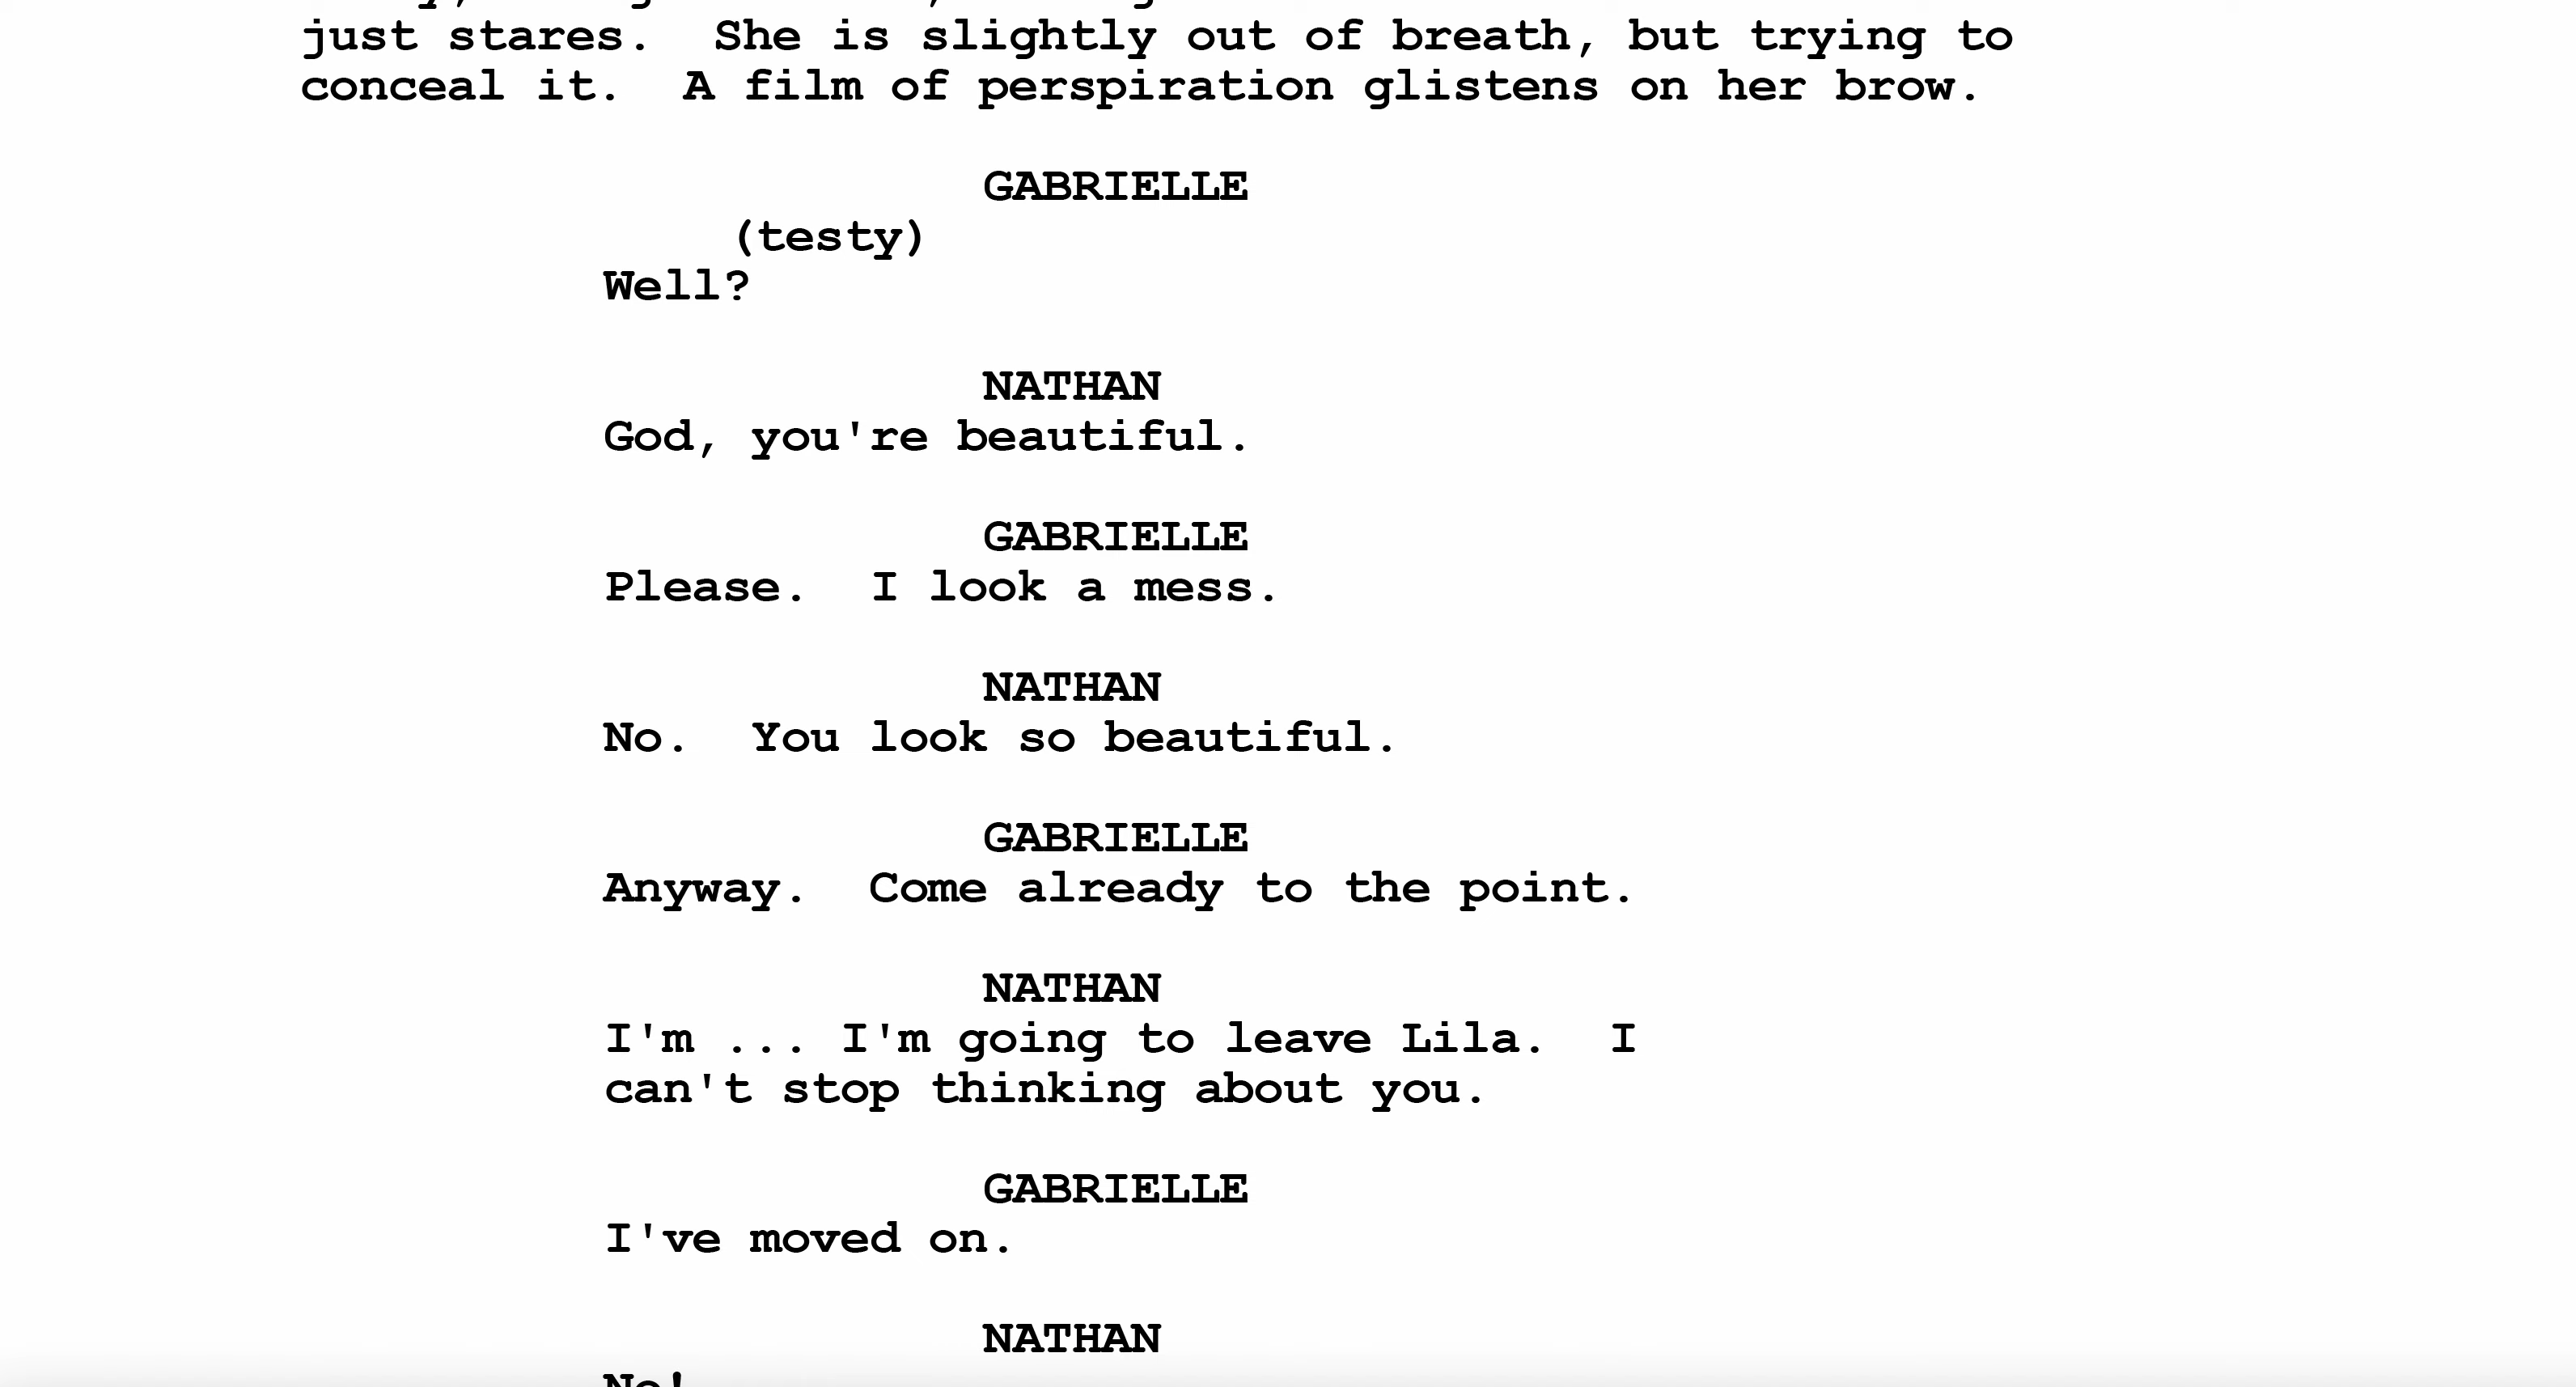 just stares.  She is slightly out of breath, but trying to
conceal it.  A film of perspiration glistens on her brow.
GABRIELLE
(testy)
Well?
NATHAN
God, you're beautiful.
GABRIELLE
Please.  I look a mess.
NATHAN
No.  You look so beautiful.
GABRIELLE
Anyway.  Come already to the point.
NATHAN
I'm ... I'm going to leave Lila.  I
can't stop thinking about you.
GABRIELLE
I've moved on.
NATHAN
No!